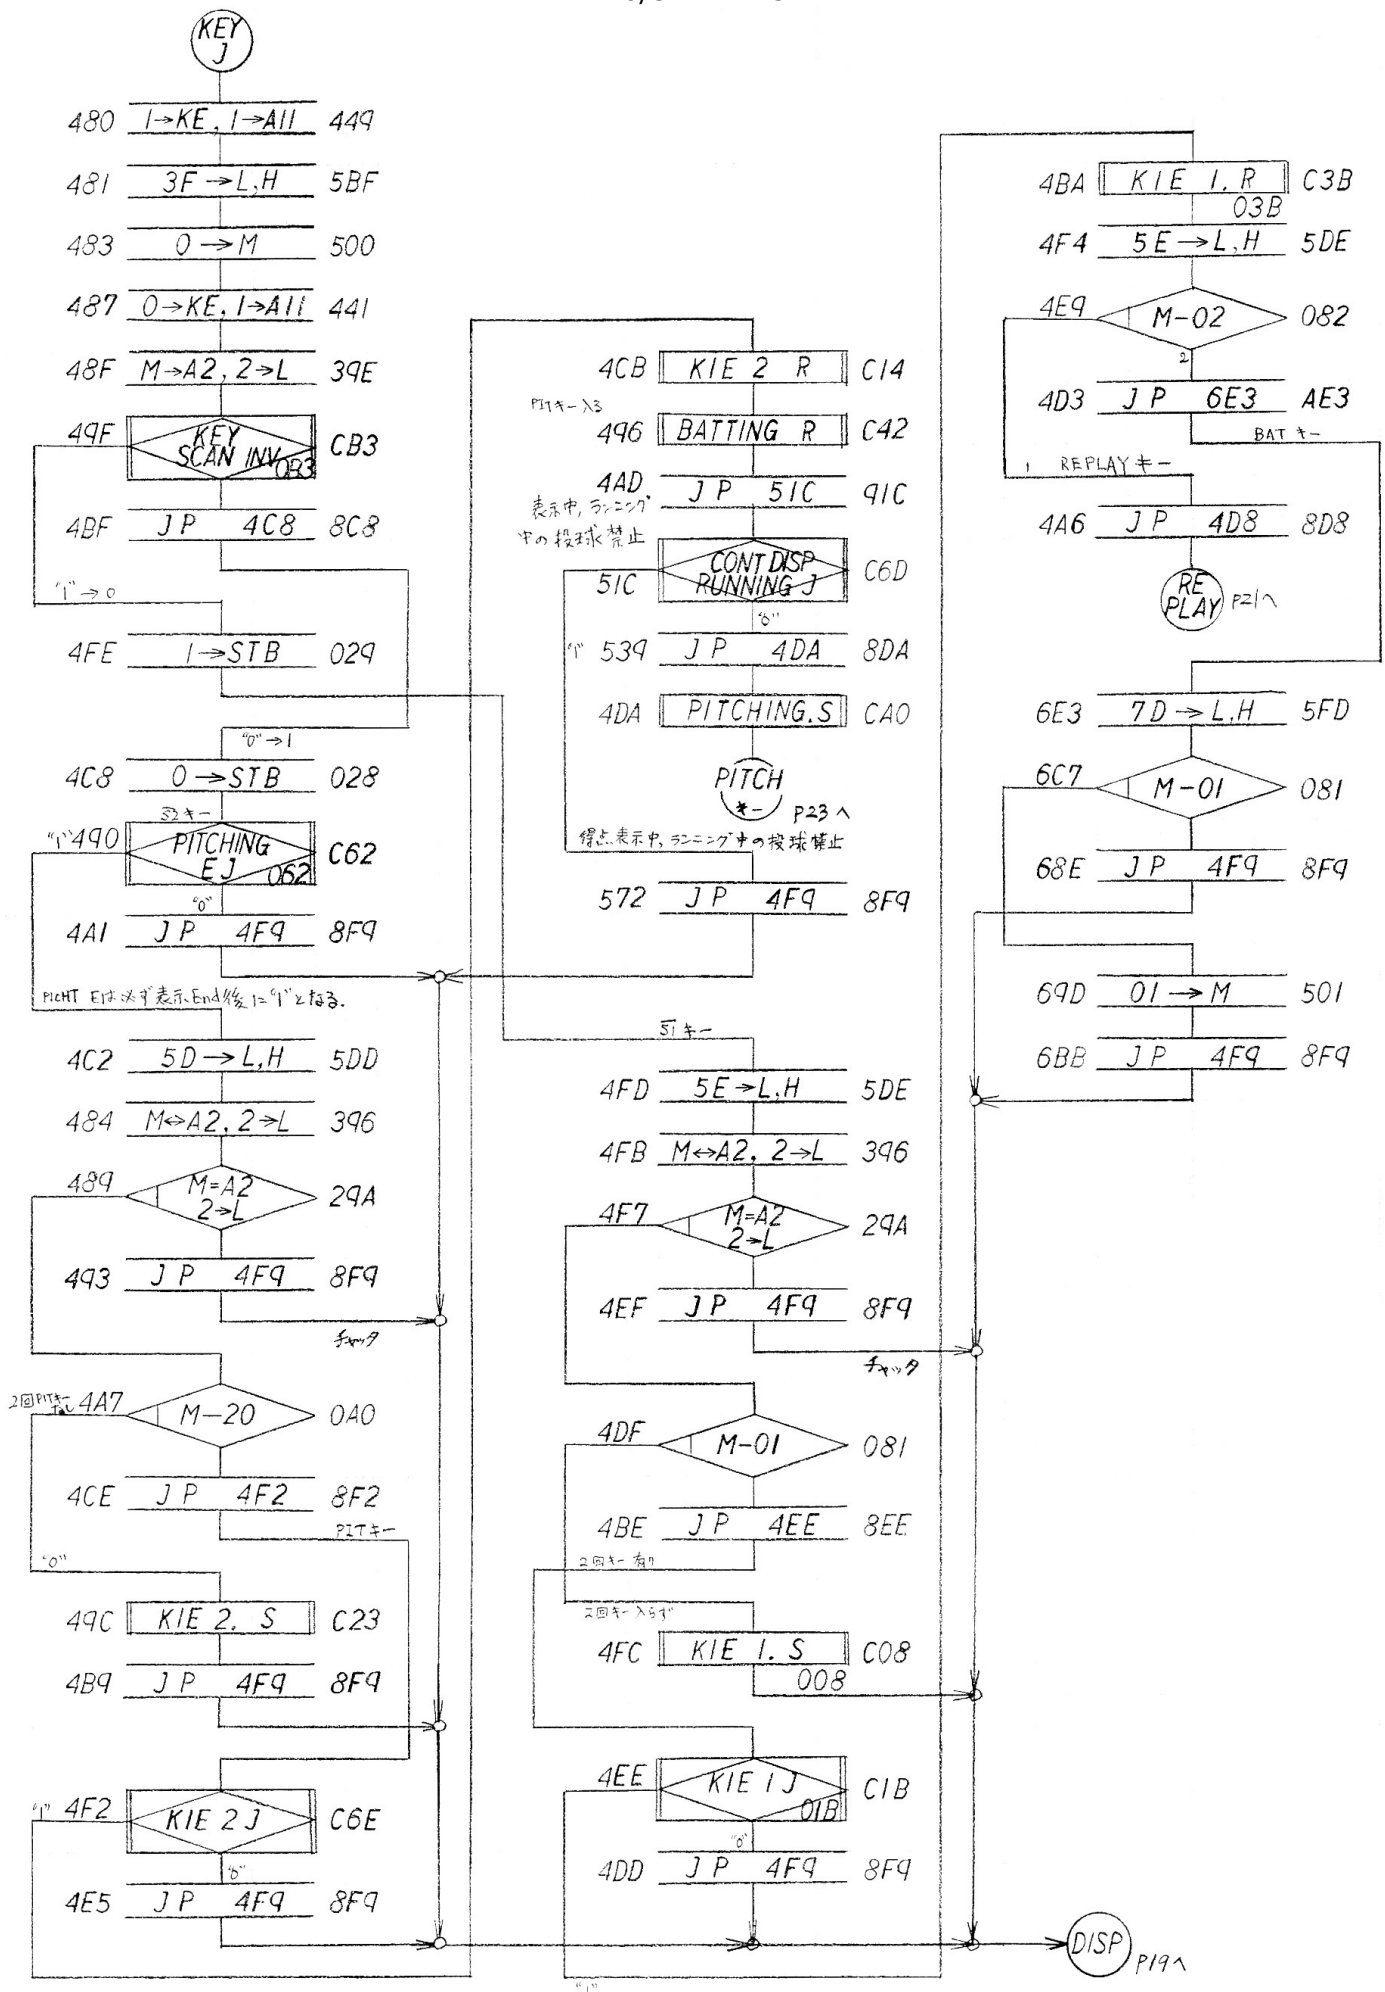 KEY
J
480 1→KE, 1→A11 449
481 3F→L,H 5BF
483 0→M 500
487 0→KE, 1→A11 441
48F M→A2, 2→L 39E
49F KEY
SCAN INV 0B3 CB3
4BF JP 4C8 8C8
"1"→0
4FE 1→STB 029
"0"→1
4C8 0→STB 028
S2キー
"1" 490 PITCHING
EJ 062 C62
"0"
4A1 JP 4F9 8F9
PICHT Eは必ず表示End後に"1"となる.
4C2 5D→L,H 5DD
484 M↔A2, 2→L 396
489 M=A2
2→L 29A
493 JP 4F9 8F9
チャッタ
2回PITキー
なし 4A7 M-20 0A0
4CE JP 4F2 8F2
PITキー
"0"
49C KIE 2. S C23
4B9 JP 4F9 8F9
"1" 4F2 KIE 2J C6E
"0"
4E5 JP 4F9 8F9
4CB KIE 2 R C14
PITキー入る
496 BATTING R C42
4AD JP 51C 91C
表示中,ランニング
中の投球禁止
51C CONT DISP
RUNNING J C6D
"0"
"1" 539 JP 4DA 8DA
4DA PITCHING.S CA0
PITCH
キー P23へ
得点表示中,ランニング中の投球禁止
572 JP 4F9 8F9
S1キー
4FD 5E→L,H 5DE
4FB M↔A2, 2→L 396
4F7 M=A2
2→L 29A
4EF JP 4F9 8F9
チャッタ
4DF M-01 081
4BE JP 4EE 8EE
2回キー有り
2回キー入らず
4FC KIE 1. S C08
008
4EE KIE 1J
01B C1B
"0"
4DD JP 4F9 8F9
"1"
4BA KIE 1. R C3B
03B
4F4 5E→L,H 5DE
4E9 M-02 082
2
4D3 JP 6E3 AE3
BATキー
1 REPLAYキー
4A6 JP 4D8 8D8
RE
PLAY P21へ
6E3 7D→L,H 5FD
6C7 M-01 081
68E JP 4F9 8F9
69D 01→M 501
6BB JP 4F9 8F9
DISP P19へ